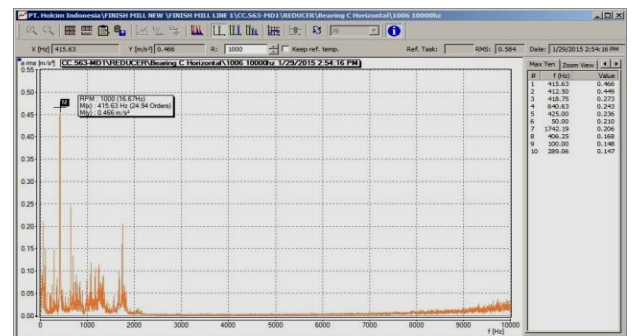 PT. Holcim Indonesia\FINISH MILL NEW \FINISH MILL LINE 1\CC.563-MD1\REDUCER\Bearing C Horizontal\1006 10000hz
All
X [Hz] 415.63 Y [m/s²] 0.466 R: 1000 Keep ref. temp. Ref. Task: RMS: 0.584 Date: 1/29/2015 2:54:16 PM
a rms [m/s²] CC.563-MD1\REDUCER\Bearing C Horizontal\1006 10000hz 1/29/2015 2:54:16 PM
Max Ten Zoom View
# f (Hz) Value
1 415.63 0.466
2 412.50 0.449
3 418.75 0.273
4 640.63 0.243
5 425.00 0.236
6 50.00 0.210
7 1742.19 0.206
8 406.25 0.168
9 100.00 0.148
10 289.06 0.147
M
RPM : 1000 (16.67Hz)
M(x) : 415.63 Hz (24.94 Orders)
M(y) : 0.466 m/s²
0.55
0.50
0.45
0.40
0.35
0.30
0.25
0.20
0.15
0.10
0.05
0.00
0 1000 2000 3000 4000 5000 6000 7000 8000 9000 10000
f [Hz]